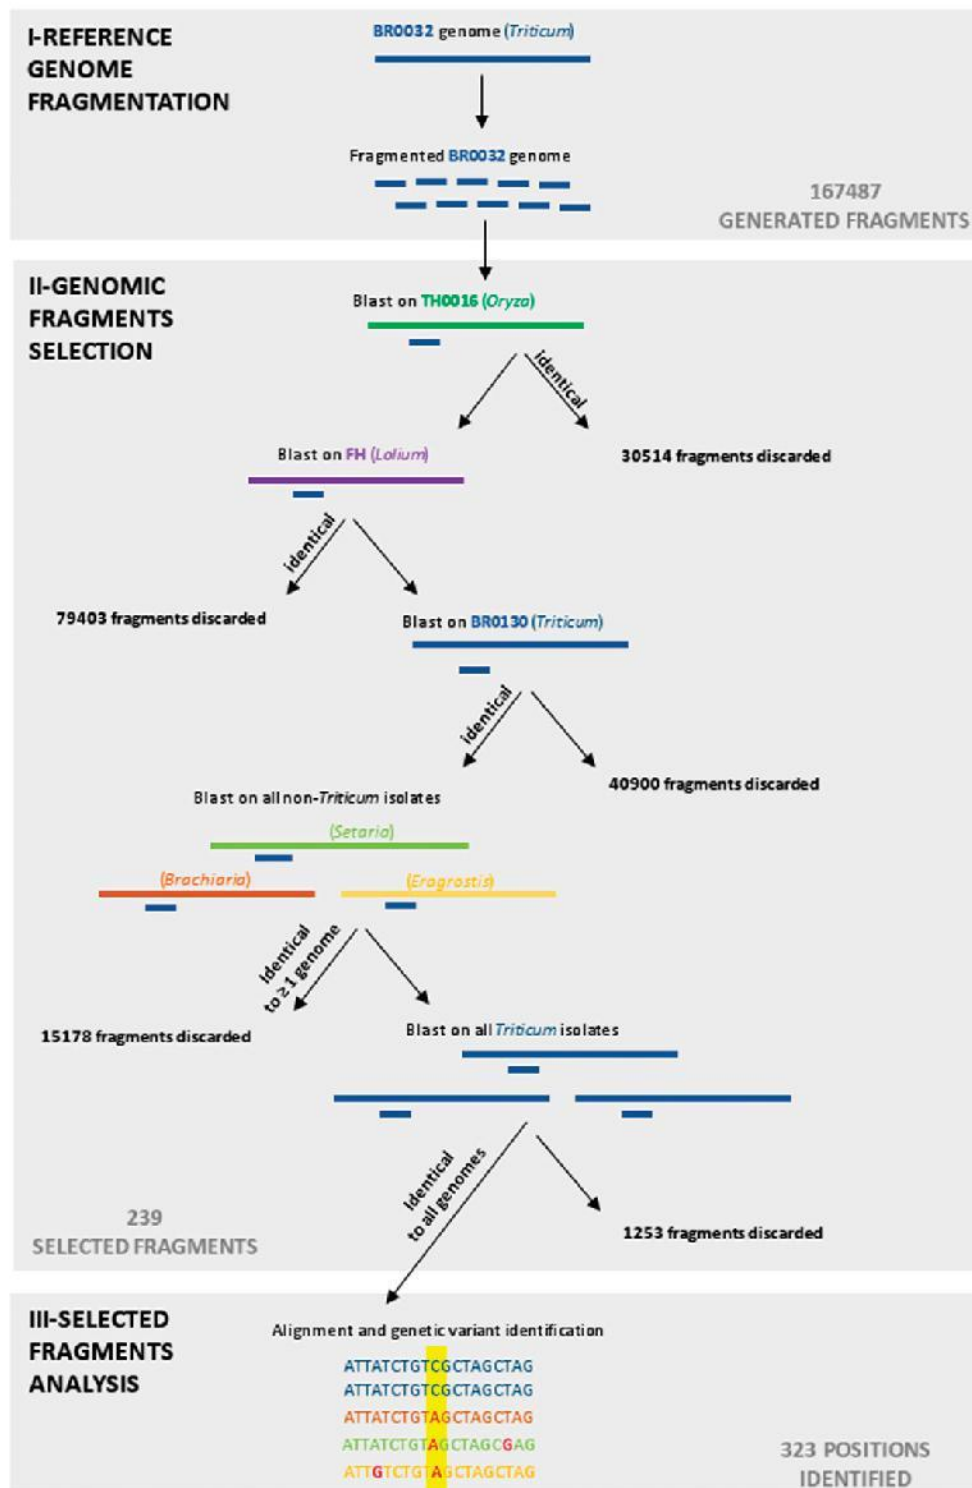 I-REFERENCE
GENOME
FRAGMENTATION
BR0032 genome (Triticum)
Fragmented BR0032 genome
167487
GENERATED FRAGMENTS
II-GENOMIC
FRAGMENTS
SELECTION
Blast on TH0016 (Oryza)
identical
30514 fragments discarded
Blast on FH (Lolium)
identical
79403 fragments discarded
Blast on BR0130 (Triticum)
identical
40900 fragments discarded
Blast on all non-Triticum isolates
(Setaria)
(Brachiaria)
(Eragrostis)
Identical
to ≥1 genome
15178 fragments discarded
Blast on all Triticum isolates
Identical
to all genomes
1253 fragments discarded
239
SELECTED FRAGMENTS
III-SELECTED
FRAGMENTS
ANALYSIS
Alignment and genetic variant identification
ATTATCTGTCGCTAGCTAG
ATTATCTGTCGCTAGCTAG
ATTATCTGTAGCTAGCTAG
ATTATCTGTAGCTAGCGAG
ATTGTCTGTAGCTAGCTAG
323 POSITIONS
IDENTIFIED